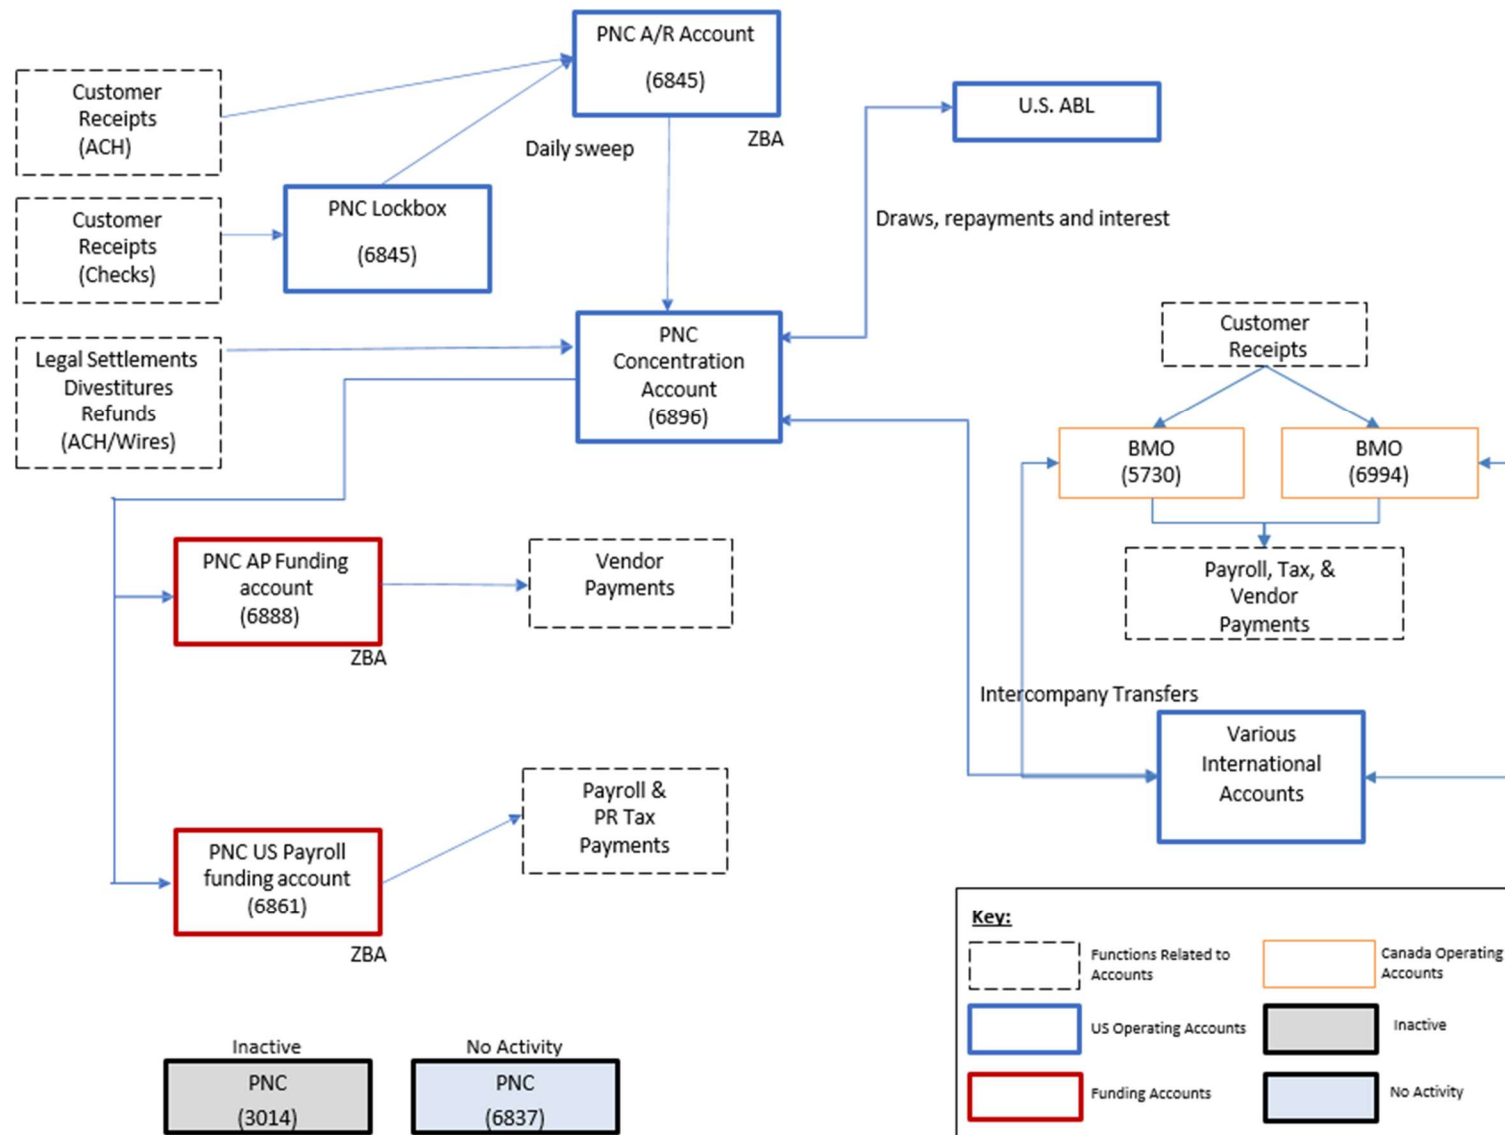 PNC A/R Account
(6845)
ZBA
Customer
Receipts
(ACH)
Daily sweep
U.S. ABL
Customer
Receipts
(Checks)
PNC Lockbox
(6845)
Draws, repayments and interest
Legal Settlements
Divestitures
Refunds
(ACH/Wires)
PNC
Concentration
Account
(6896)
Customer
Receipts
BMO
(5730)
BMO
(6994)
PNC AP Funding
account
(6888)
ZBA
Vendor
Payments
Payroll, Tax, &
Vendor
Payments
Intercompany Transfers
Various
International
Accounts
Payroll &
PR Tax
Payments
PNC US Payroll
funding account
(6861)
ZBA
Key:
Functions Related to
Accounts
Canada Operating
Accounts
US Operating Accounts
Inactive
Funding Accounts
No Activity
Inactive
PNC
(3014)
No Activity
PNC
(6837)